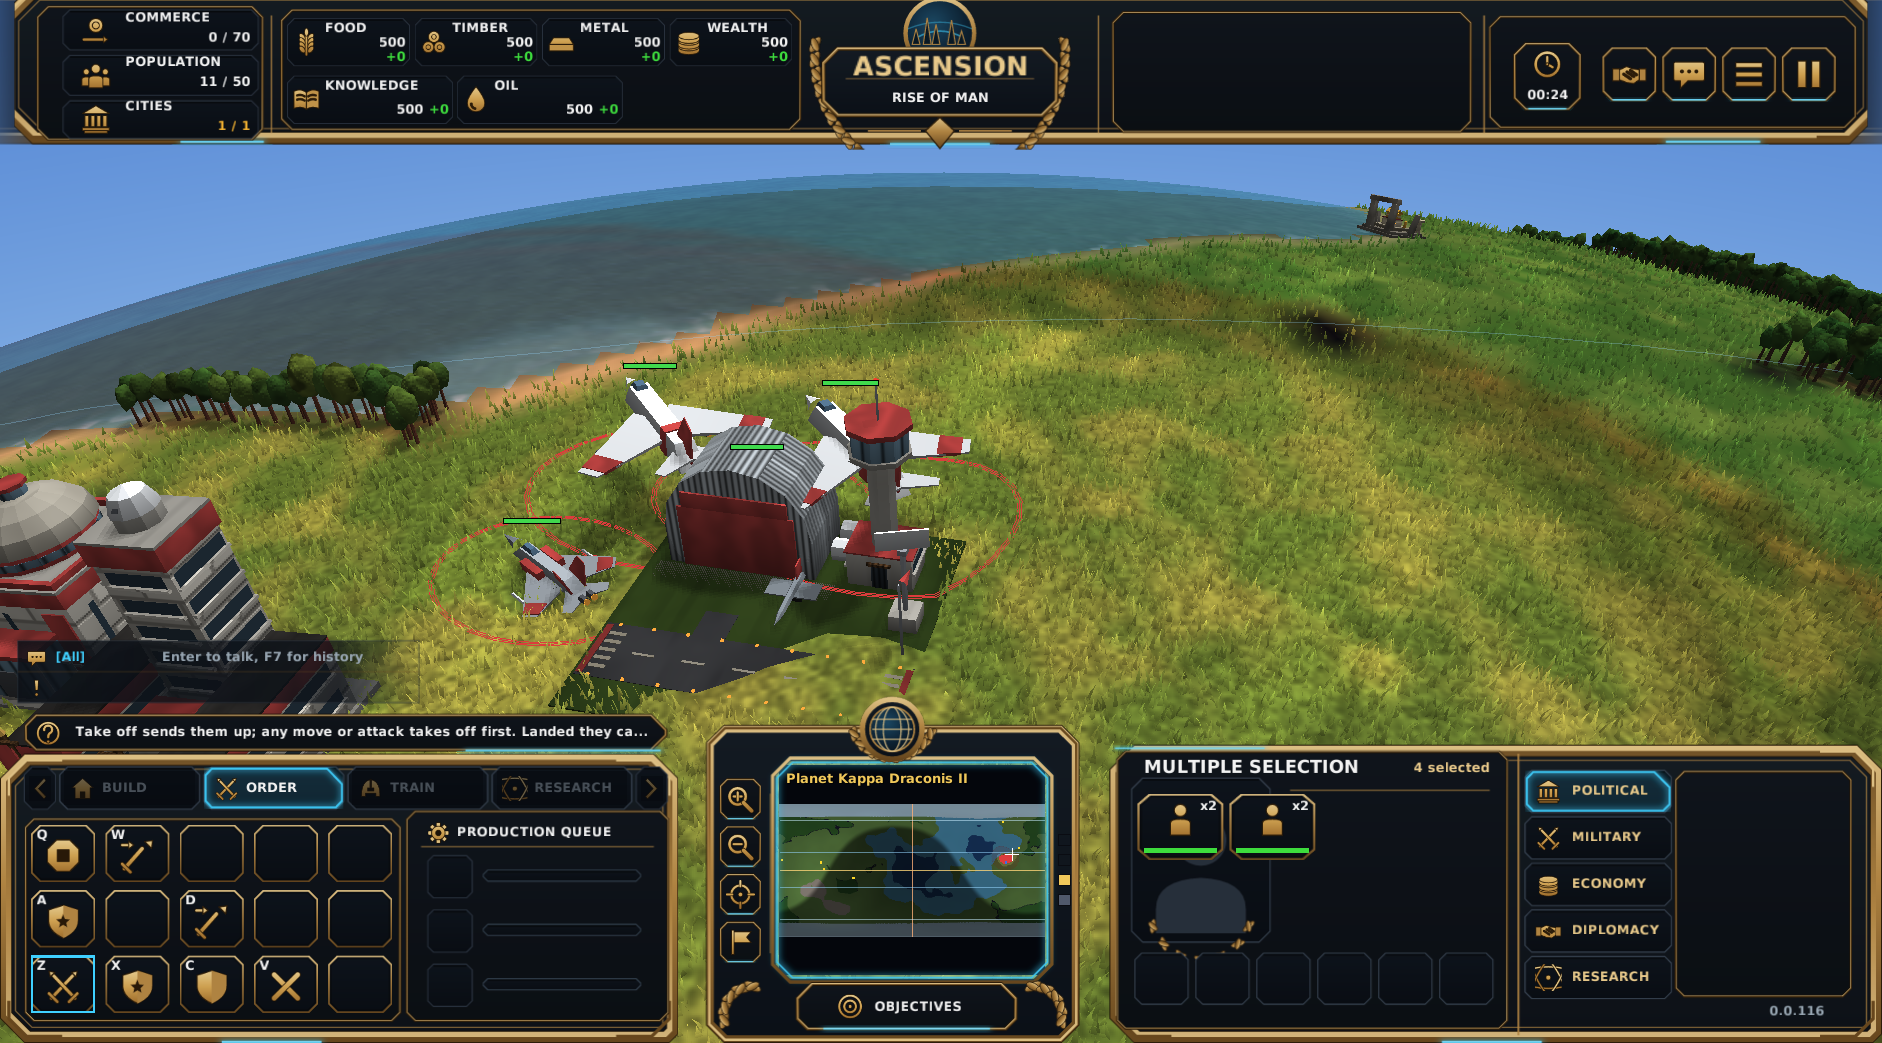 COMMERCE
0 / 70
POPULATION
11 / 50
CITIES
1 / 1
FOOD
500
+0
TIMBER
500
+0
METAL
500
+0
WEALTH
500
+0
KNOWLEDGE
500 +0
OIL
500 +0
ASCENSION
RISE OF MAN
00:24
[All] Enter to talk, F7 for history
!
Take off sends them up; any move or attack takes off first. Landed they ca...
BUILD
ORDER
TRAIN
RESEARCH
Q
W
A
D
Z
X
C
V
PRODUCTION QUEUE
Planet Kappa Draconis II
OBJECTIVES
MULTIPLE SELECTION
4 selected
x2
x2
POLITICAL
MILITARY
ECONOMY
DIPLOMACY
RESEARCH
0.0.116